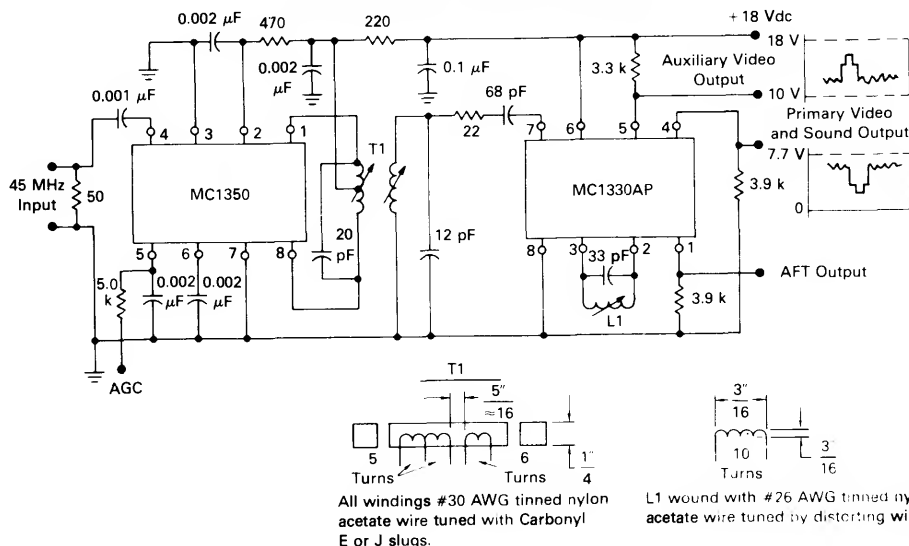 0.002 µF
470
220
+18 Vdc
18 V
0.002
µF
0.1 µF
3.3 k
Auxiliary Video
Output
10 V
0.001
µF
68 pF
22
Primary Video
and Sound Output
7.7 V
0
4
3
2
1
T1
7
6
5
4
45 MHz
Input
50
MC1350
MC1330AP
3.9 k
20
pF
12 pF
5
6
7
8
8
3
2
1
33 pF
L1
5.0
k
0.002
µF
0.002
µF
AFT Output
3.9 k
AGC
T1
5"
≈16
5
6
Turns
Turns
1"
4
3"
16
10
Turns
3"
16
All windings #30 AWG tinned nylon
acetate wire tuned with Carbonyl
E or J slugs.
L1 wound with #26 AWG tinned ny
acetate wire tuned by distorting wi